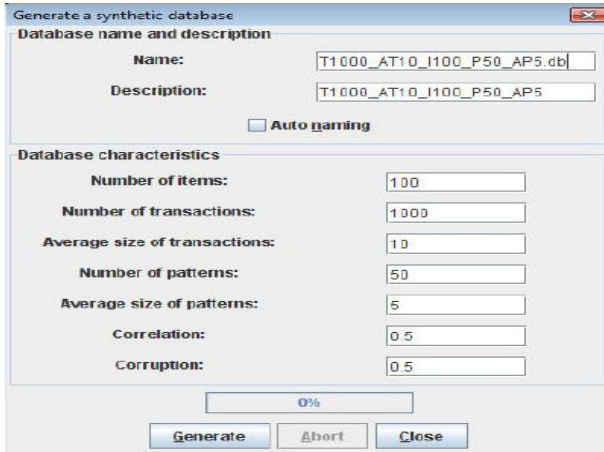 Generate a synthetic database
Database name and description
Name: T1000_AT10_I100_P50_AP5.db
Description: T1000_AT10_I100_P50_AP5
Auto naming
Database characteristics
Number of items: 100
Number of transactions: 1000
Average size of transactions: 10
Number of patterns: 50
Average size of patterns: 5
Correlation: 0.5
Corruption: 0.5
0%
Generate Abort Close